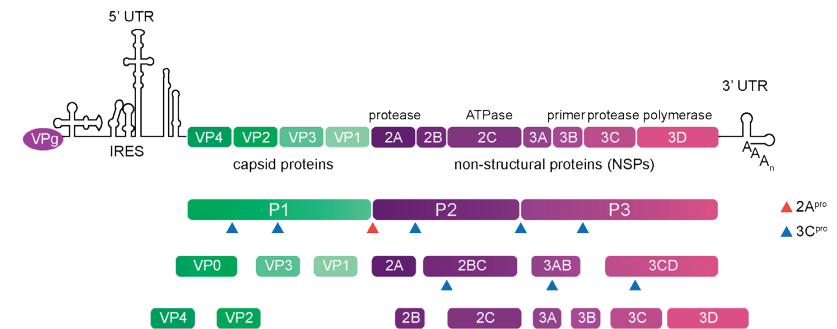 5' UTR
3' UTR
protease ATPase primer protease polymerase
VPg VP4 VP2 VP3 VP1 2A 2B 2C 3A 3B 3C 3D
IRES
AAAn
capsid proteins non-structural proteins (NSPs)
P1 P2 P3
2Apro
3Cpro
VP0 VP3 VP1 2A 2BC 3AB 3CD
VP4 VP2 2B 2C 3A 3B 3C 3D